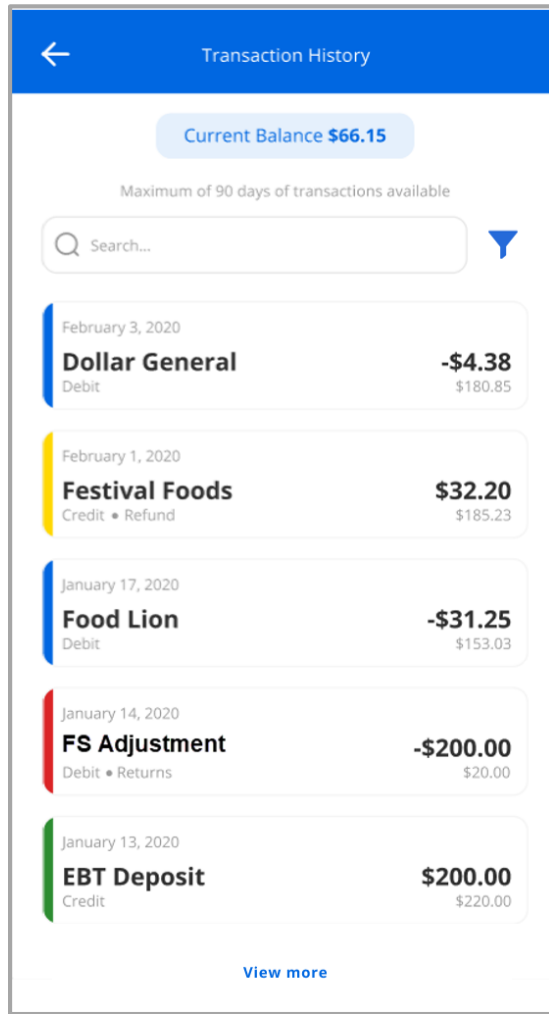 Transaction History
Current Balance $66.15
Maximum of 90 days of transactions available
Search...
February 3, 2020
Dollar General -$4.38
Debit $180.85
February 1, 2020
Festival Foods $32.20
Credit • Refund $185.23
January 17, 2020
Food Lion -$31.25
Debit $153.03
January 14, 2020
FS Adjustment -$200.00
Debit • Returns $20.00
January 13, 2020
EBT Deposit $200.00
Credit $220.00
View more